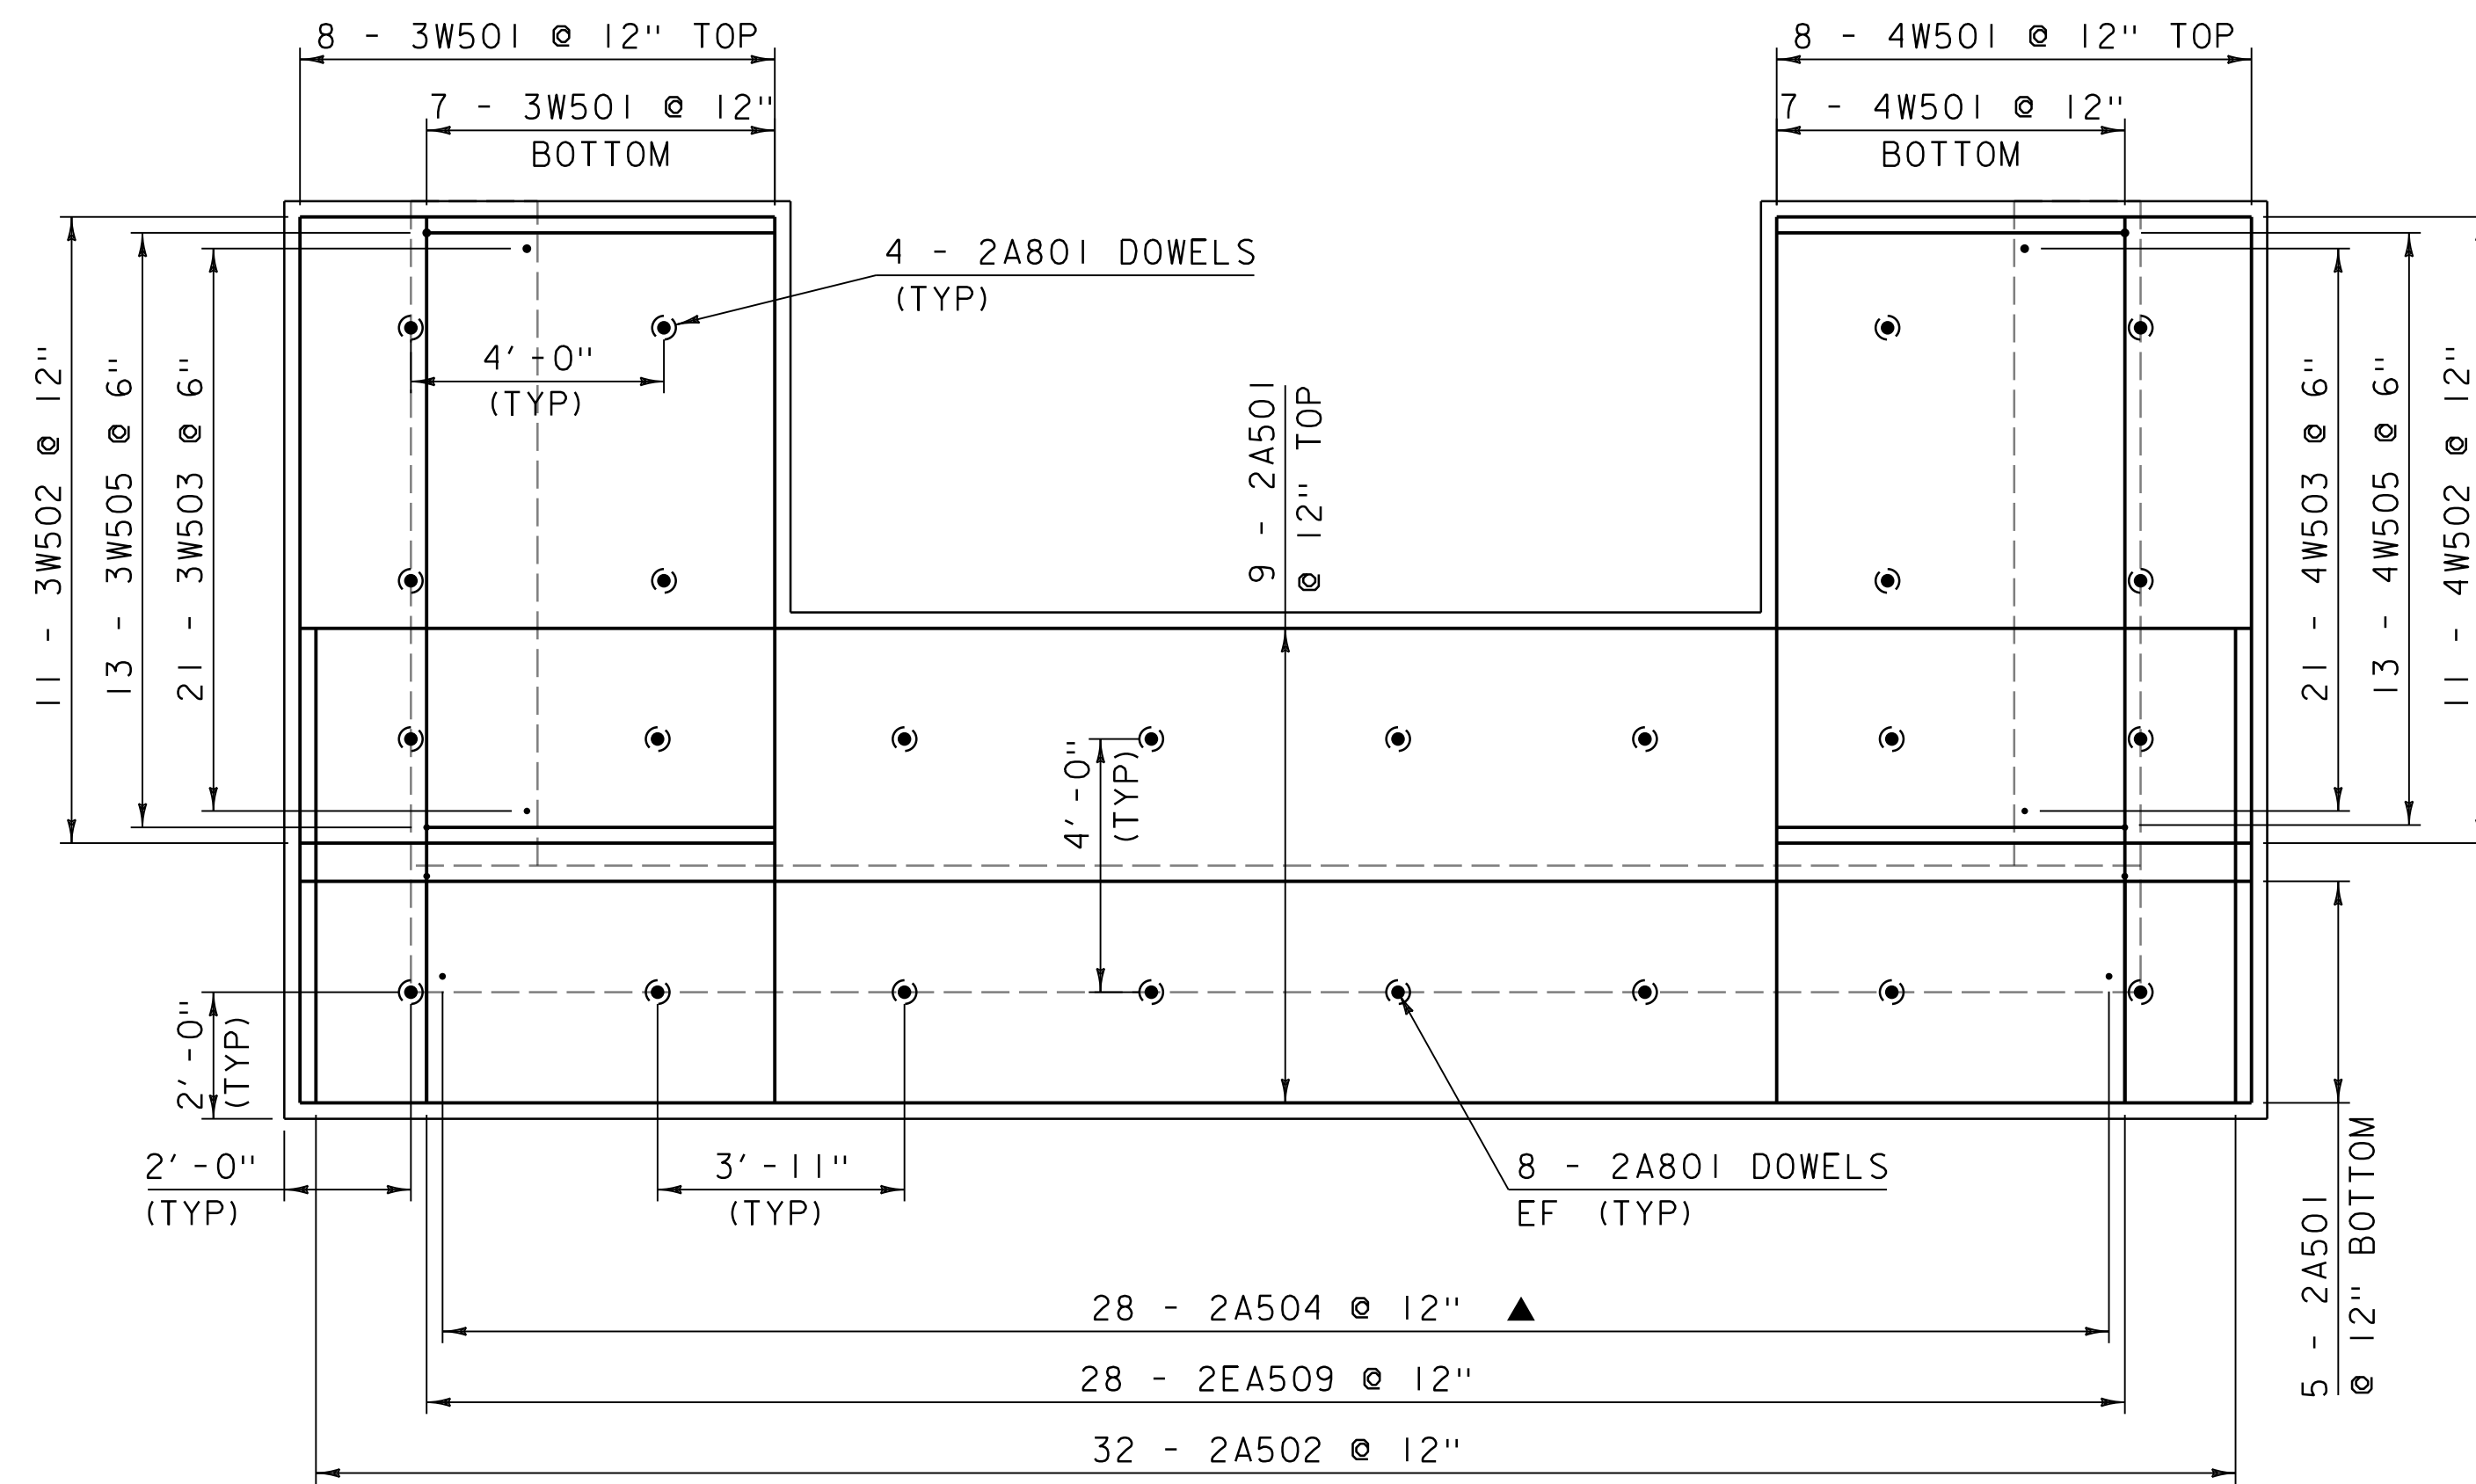 8 - 3W501 @ 12" TOP
8 - 4W501 @ 12" TOP
7 - 3W501 @ 12"
BOTTOM
7 - 4W501 @ 12"
BOTTOM
4 - 2A801 DOWELS
(TYP)
4'-0"
(TYP)
11 - 3W502 @ 12"
13 - 3W505 @ 6"
21 - 3W503 @ 6"
9 - 2A501
@ 12" TOP
21 - 4W503 @ 6"
13 - 4W505 @ 6"
11 - 4W502 @ 12"
4'-0"
(TYP)
2'-0"
(TYP)
2'-0"
(TYP)
3'-11"
(TYP)
8 - 2A801 DOWELS
EF (TYP)
5 - 2A501
@ 12" BOTTOM
28 - 2A504 @ 12" ▲
28 - 2EA509 @ 12"
32 - 2A502 @ 12"